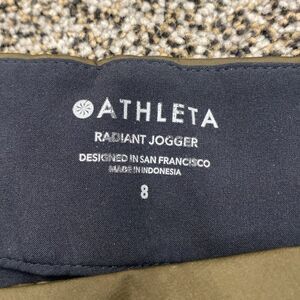 ATHLETA
RADIANT JOGGER
DESIGNED IN SAN FRANCISCO
MADE IN INDONESIA
8